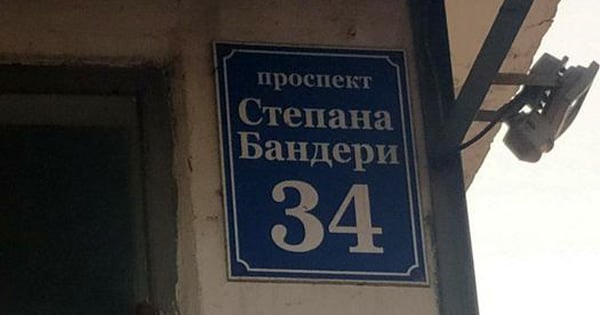 проспект
Степана
Бандери
34